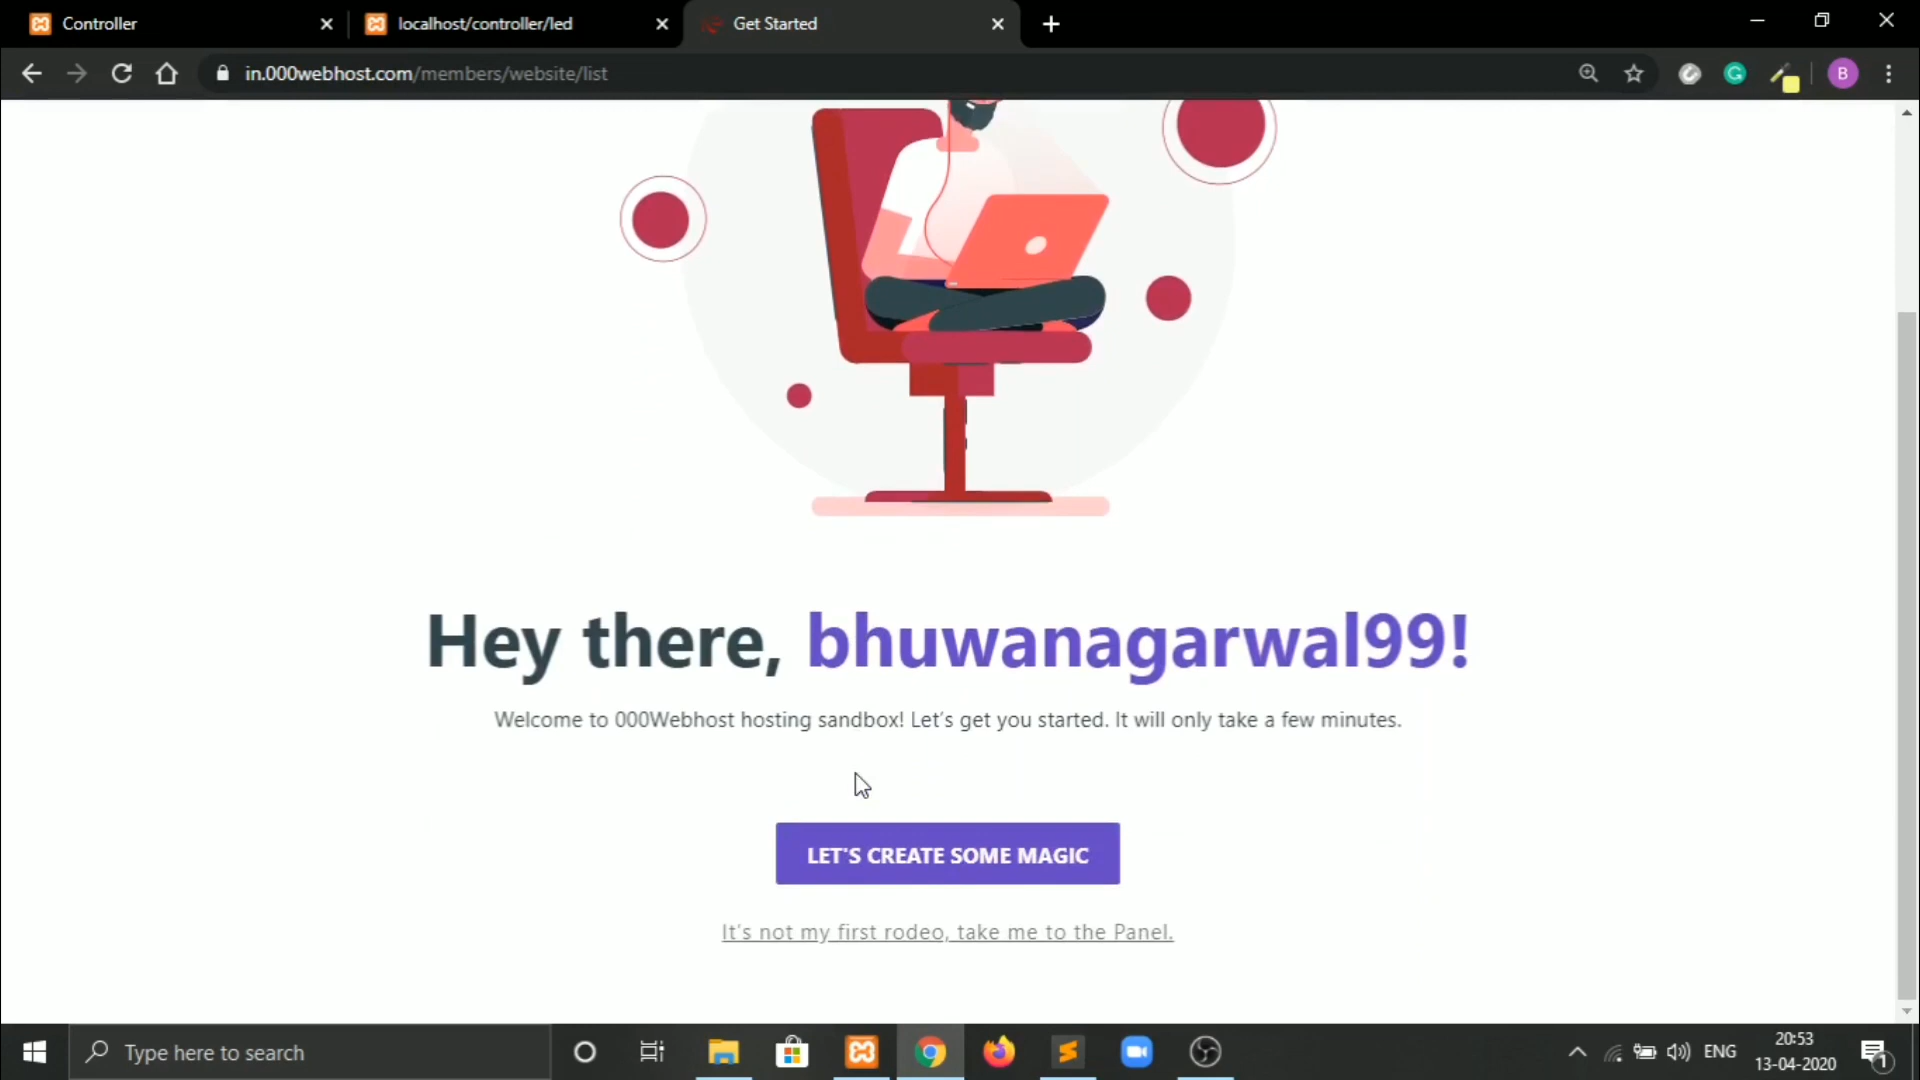 Controller
localhost/controller/led
Get Started
in.000webhost.com/members/website/list
B
Hey there, bhuwanagarwal99!
Welcome to 000Webhost hosting sandbox! Let's get you started. It will only take a few minutes.
LET'S CREATE SOME MAGIC
It's not my first rodeo, take me to the Panel.
Type here to search
ENG
20:53
13-04-2020
1